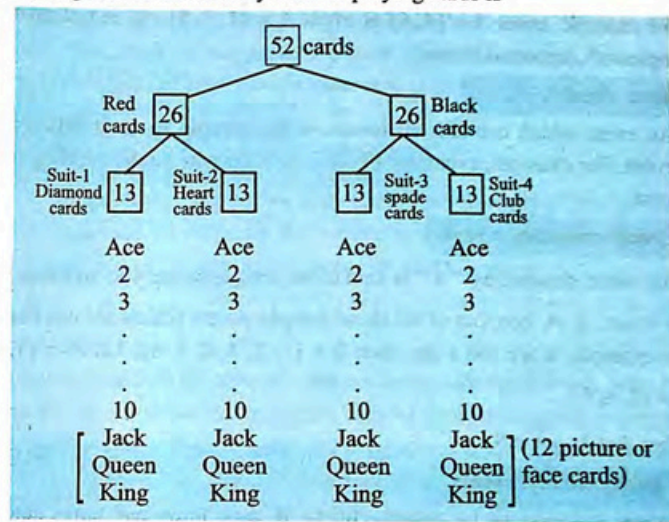 52 cards
Red cards 26
26 Black cards
Suit-1 Diamond cards 13
Suit-2 Heart cards 13
13 Suit-3 spade cards
13 Suit-4 Club cards
Ace Ace Ace Ace
2 2 2 2
3 3 3 3
. . . .
. . . .
. . . .
10 10 10 10
[ Jack Jack Jack Jack ] (12 picture or
Queen Queen Queen Queen face cards)
King King King King